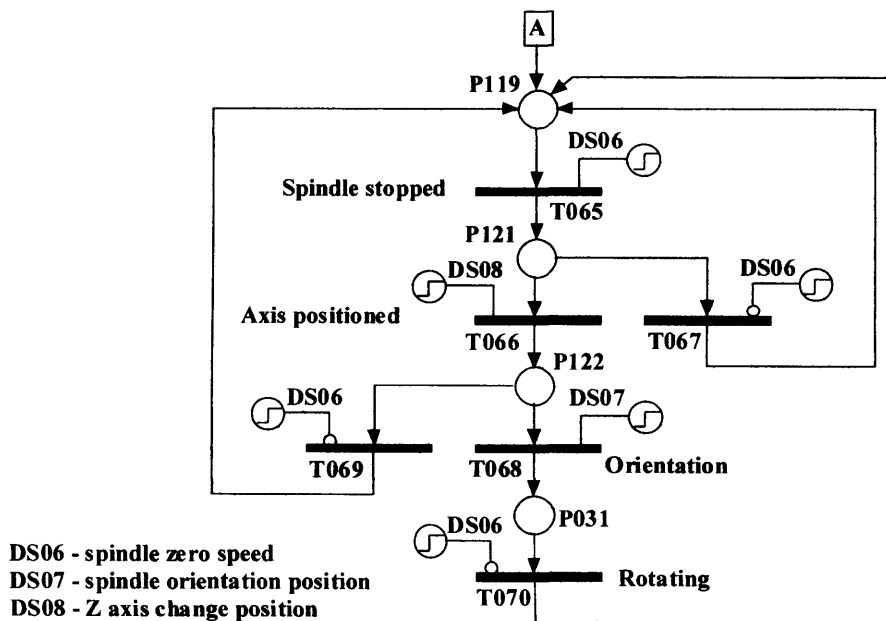 A
P119
DS06
Spindle stopped
T065
P121
DS08
DS06
Axis positioned
T066
T067
P122
DS06
DS07
T069
T068
Orientation
DS06
P031
DS06 - spindle zero speed
DS07 - spindle orientation position
Rotating
DS08 - Z axis change position
T070